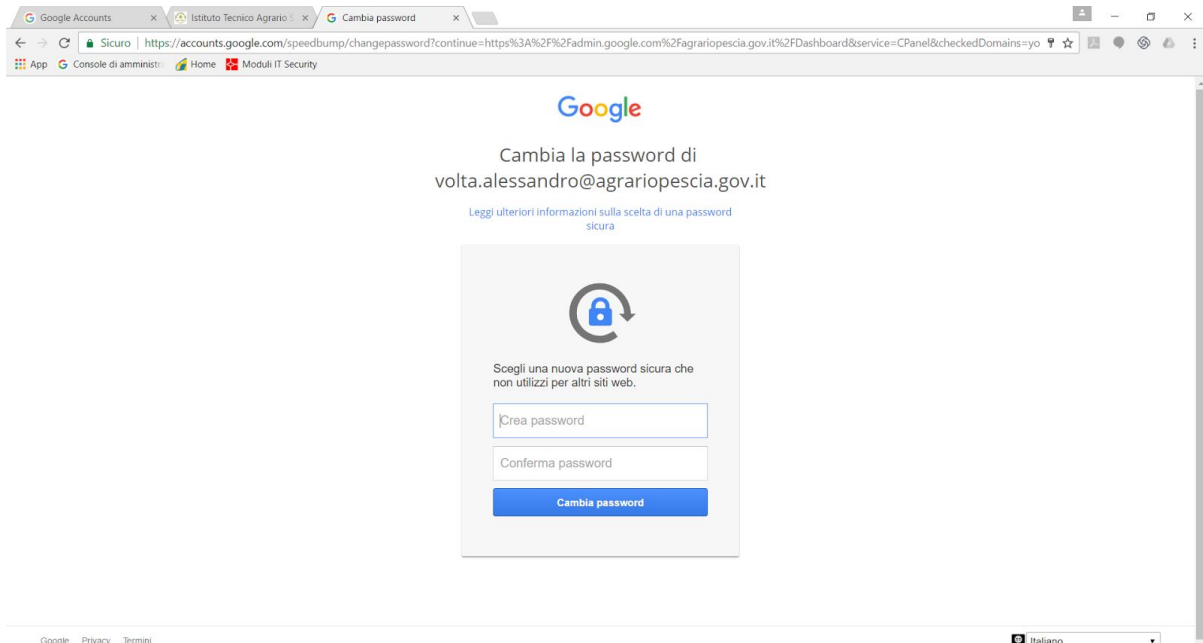 Google Accounts
Istituto Tecnico Agrario S
Cambia password
Sicuro
https://accounts.google.com/speedbump/changepassword?continue=https%3A%2F%2Fadmin.google.com%2Fagrariopescia.gov.it%2FDashboard&service=CPanel&checkedDomains=yo
App
Console di amministr
Home
Moduli IT Security
Google
Cambia la password di
volta.alessandro@agrariopescia.gov.it
Leggi ulteriori informazioni sulla scelta di una password
sicura
Scegli una nuova password sicura che
non utilizzi per altri siti web.
Crea password
Conferma password
Cambia password
Google Privacy Termini
Italiano